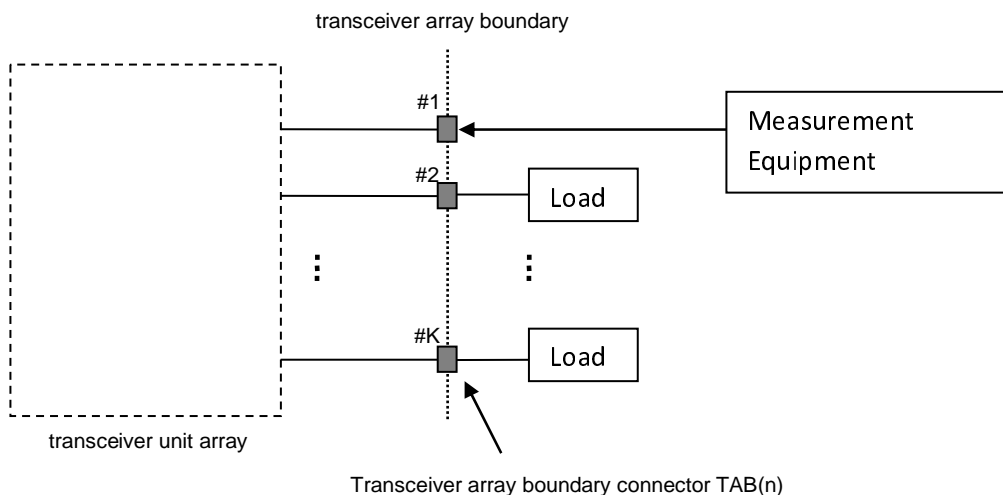 transceiver array boundary
#1
Measurement
Equipment
#2
Load
#K
Load
transceiver unit array
Transceiver array boundary connector TAB(n)